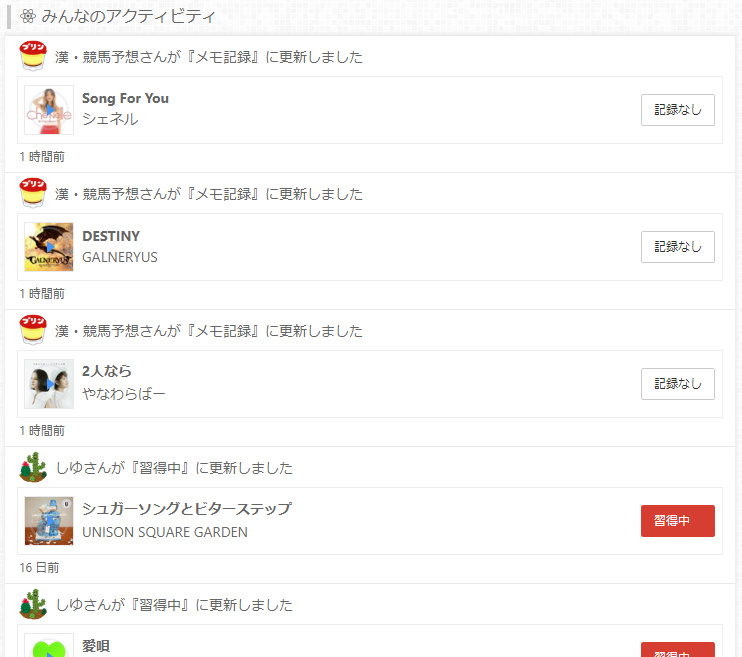 みんなのアクティビティ
プリン
漢・競馬予想さんが『メモ記録』に更新しました
Song For You
シェネル
記録なし
1 時間前
プリン
漢・競馬予想さんが『メモ記録』に更新しました
DESTINY
GALNERYUS
GALNERYUS
記録なし
1 時間前
プリン
漢・競馬予想さんが『メモ記録』に更新しました
2人なら
やなわらばー
記録なし
1 時間前
しゆさんが『習得中』に更新しました
シュガーソングとビターステップ
UNISON SQUARE GARDEN
習得中
16 日前
しゆさんが『習得中』に更新しました
愛唄
習得中